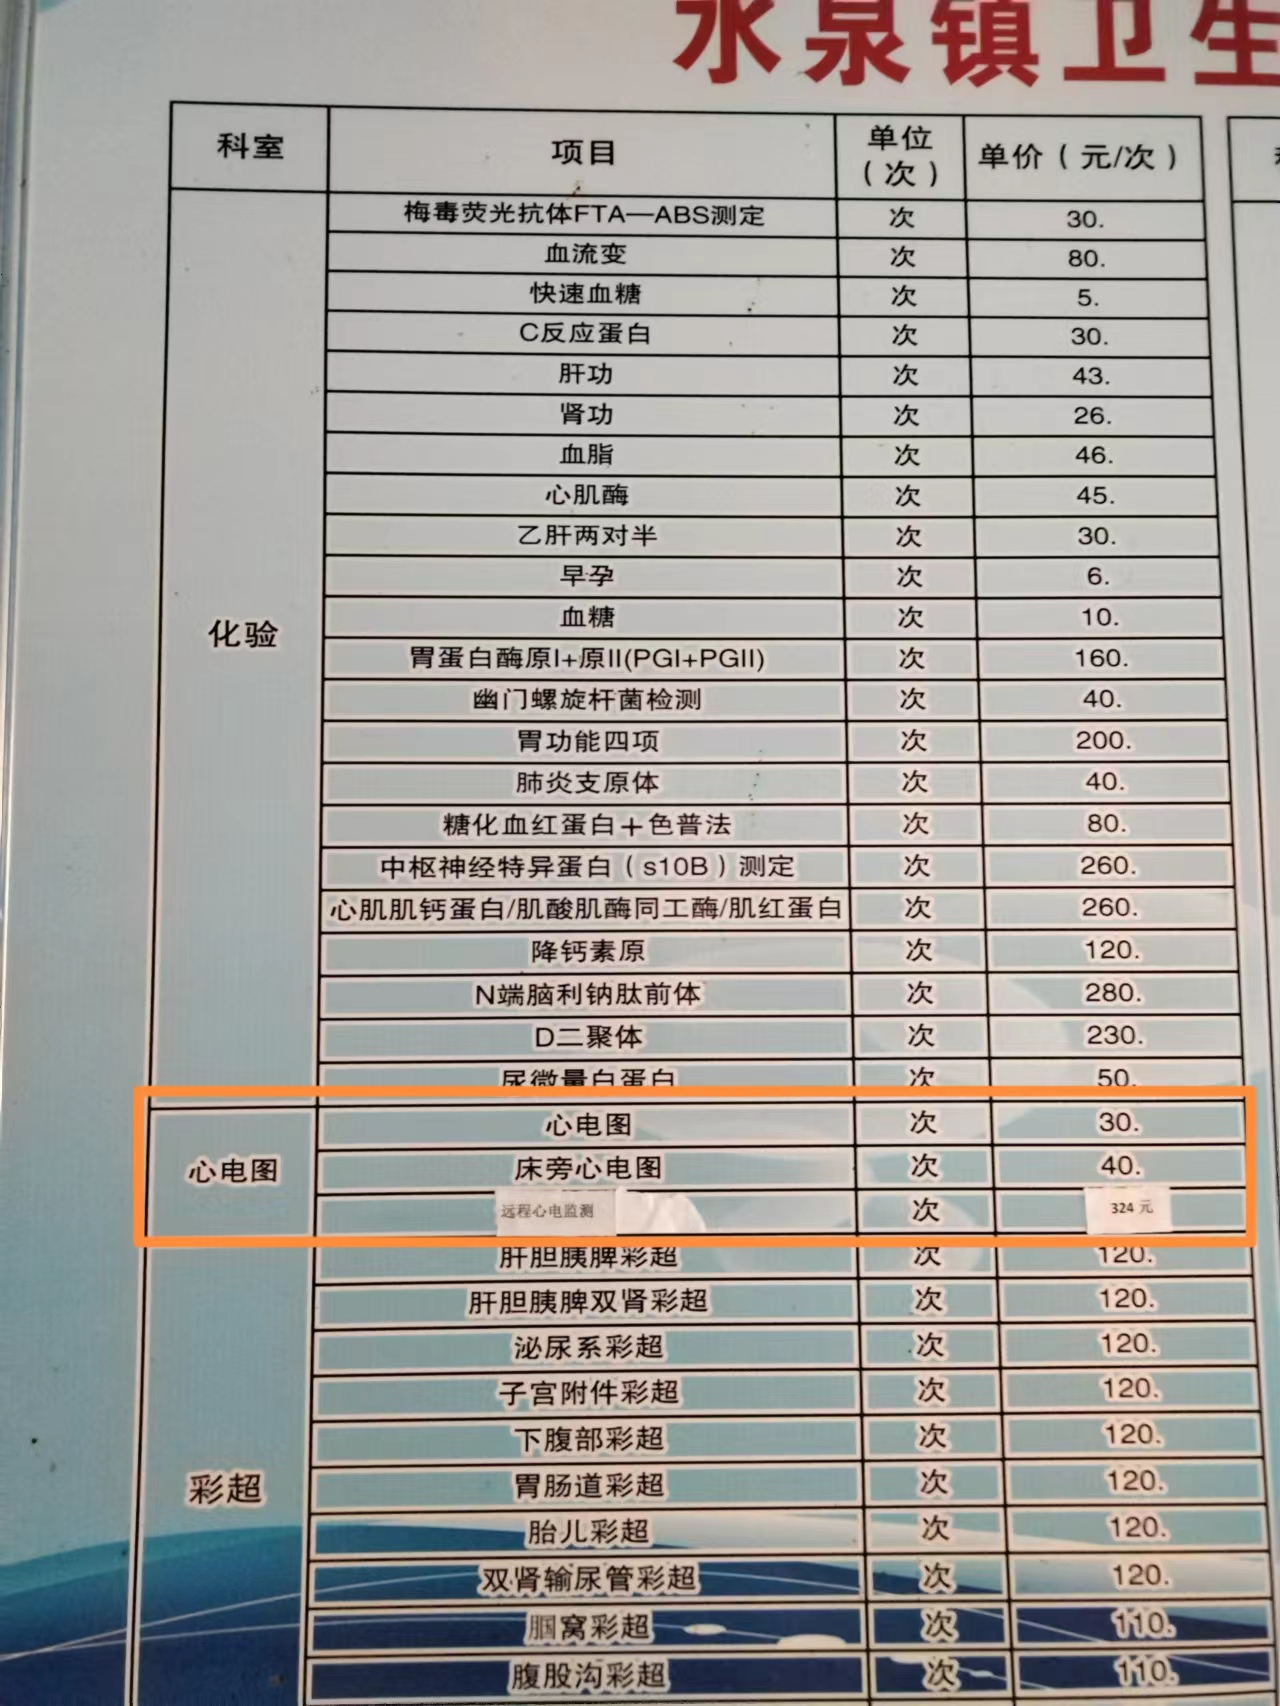 水泉镇卫生
科室 项目 单位（次） 单价（元/次）
化验
梅毒荧光抗体FTA—ABS测定 次 30.
血流变 次 80.
快速血糖 次 5.
C反应蛋白 次 30.
肝功 次 43.
肾功 次 26.
血脂 次 46.
心肌酶 次 45.
乙肝两对半 次 30.
早孕 次 6.
血糖 次 10.
胃蛋白酶原I+原II(PGI+PGII) 次 160.
幽门螺旋杆菌检测 次 40.
胃功能四项 次 200.
肺炎支原体 次 40.
糖化血红蛋白＋色普法 次 80.
中枢神经特异蛋白（s10B）测定 次 260.
心肌肌钙蛋白/肌酸肌酶同工酶/肌红蛋白 次 260.
降钙素原 次 120.
N端脑利钠肽前体 次 280.
D二聚体 次 230.
尿微量白蛋白 次 50.
心电图
心电图 次 30.
床旁心电图 次 40.
远程心电监测 次 324元
彩超
肝胆胰脾彩超 次 120.
肝胆胰脾双肾彩超 次 120.
泌尿系彩超 次 120.
子宫附件彩超 次 120.
下腹部彩超 次 120.
胃肠道彩超 次 120.
胎儿彩超 次 120.
双肾输尿管彩超 次 120.
腘窝彩超 次 110.
腹股沟彩超 次 110.